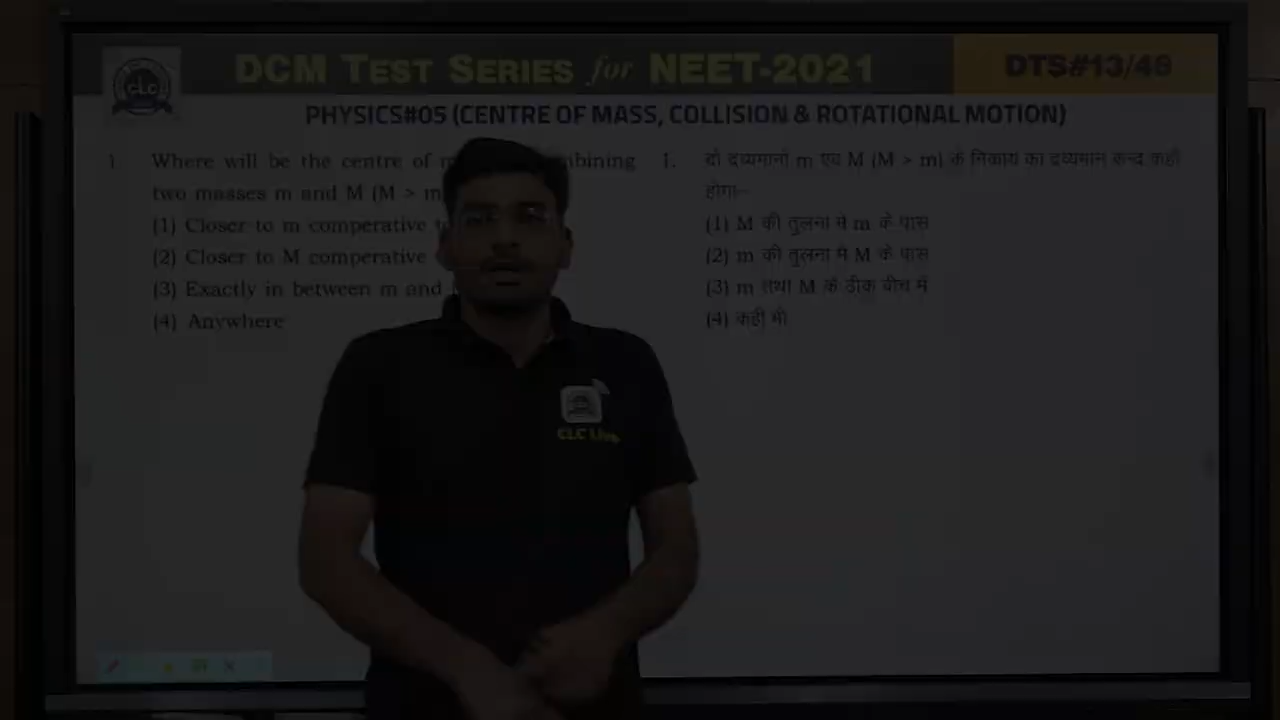 DCM TEST SERIES for NEET-2021
DTS#13/48
CLC
PHYSICS#05 (CENTRE OF MASS, COLLISION & ROTATIONAL MOTION)
1. Where will be the centre of
two masses m and M (M > m
(1) Closer to m comperative
(2) Closer to M comperative
(3) Exactly in between m and
(4) Anywhere
1. दो द्रव्यमानों m एवं M (M > m) के निकाय का द्रव्यमान केन्द्र कहाँ
होगा-
(1) M की तुलना में m के पास
(2) m की तुलना में M के पास
(3) m तथा M के ठीक बीच में
(4) कहीं भी
CLC Live